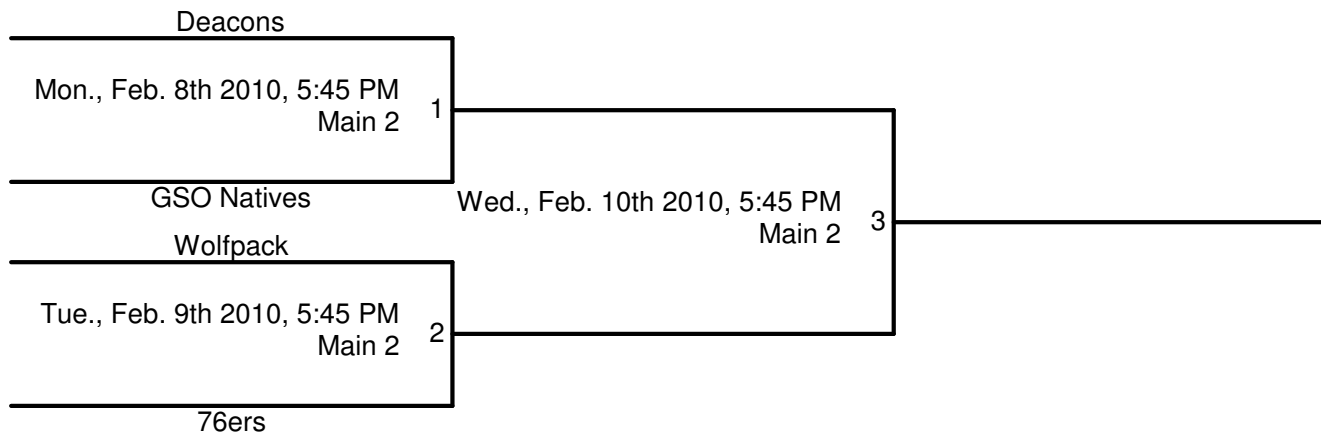 Deacons
Mon., Feb. 8th 2010, 5:45 PM
Main 2
1
GSO Natives
Wed., Feb. 10th 2010, 5:45 PM
Main 2
3
Wolfpack
Tue., Feb. 9th 2010, 5:45 PM
Main 2
2
76ers